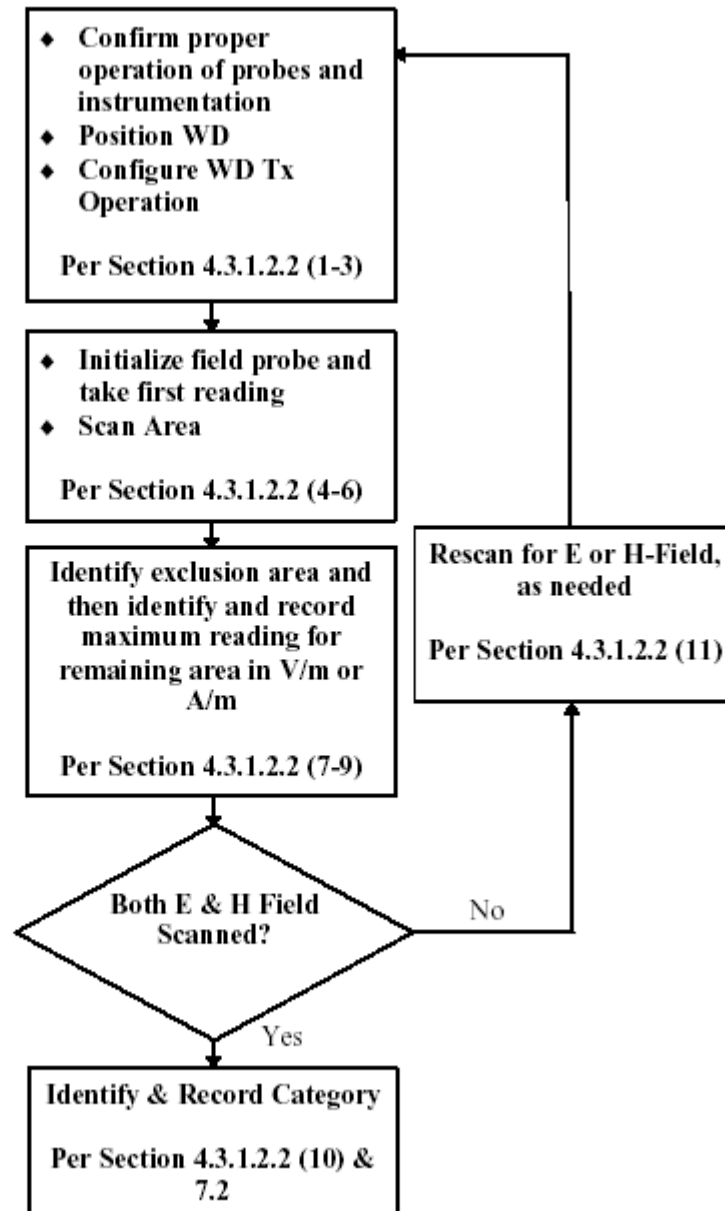 ♦ Confirm proper
operation of probes and
instrumentation
♦ Position WD
♦ Configure WD Tx
Operation
Per Section 4.3.1.2.2 (1-3)
♦ Initialize field probe and
take first reading
♦ Scan Area
Per Section 4.3.1.2.2 (4-6)
Identify exclusion area and
then identify and record
maximum reading for
remaining area in V/m or
A/m
Per Section 4.3.1.2.2 (7-9)
Rescan for E or H-Field,
as needed
Per Section 4.3.1.2.2 (11)
Both E & H Field
Scanned?
No
Yes
Identify & Record Category
Per Section 4.3.1.2.2 (10) &
7.2